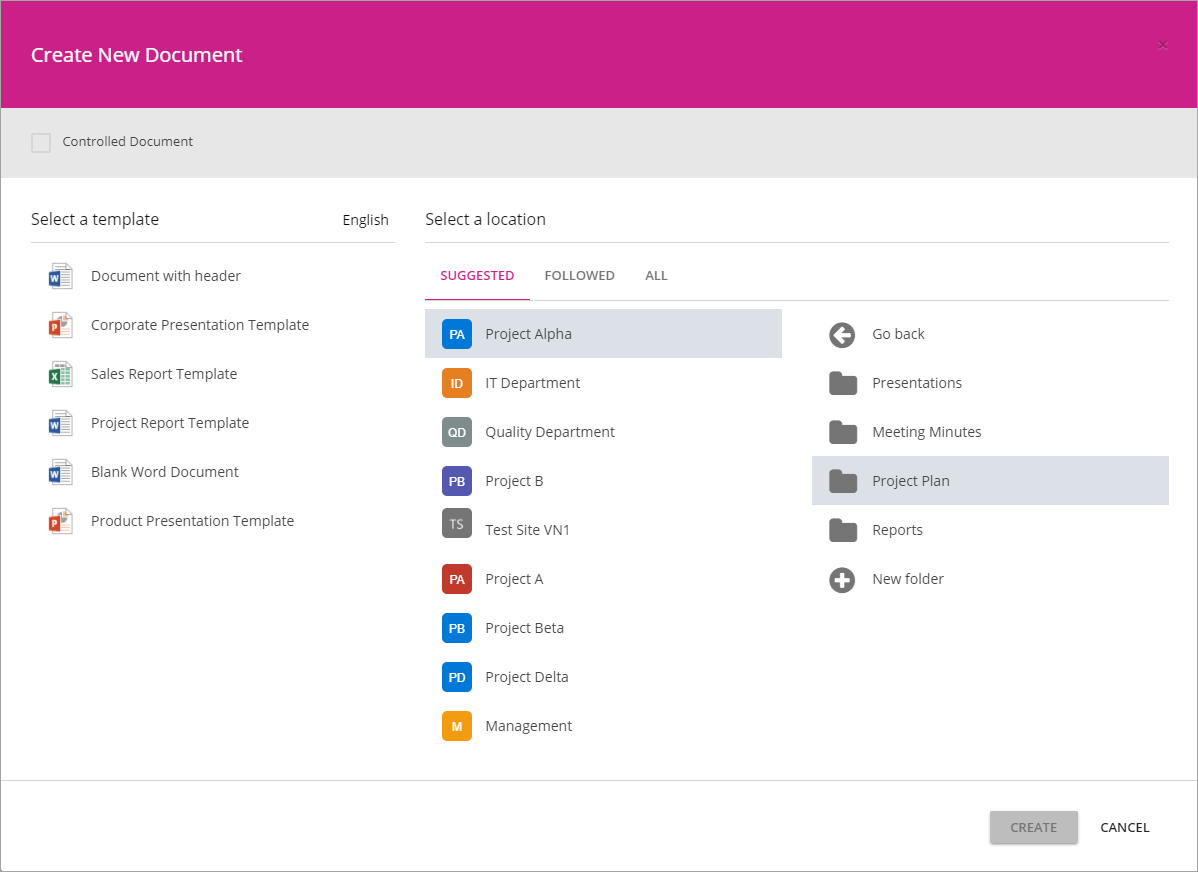 Create New Document
×
Controlled Document
Select a template
English
W Document with header
P Corporate Presentation Template
X Sales Report Template
W Project Report Template
W Blank Word Document
P Product Presentation Template
Select a location
SUGGESTED FOLLOWED ALL
PA Project Alpha
ID IT Department
QD Quality Department
PB Project B
TS Test Site VN1
PA Project A
PB Project Beta
PD Project Delta
M Management
Go back
Presentations
Meeting Minutes
Project Plan
Reports
New folder
CREATE CANCEL